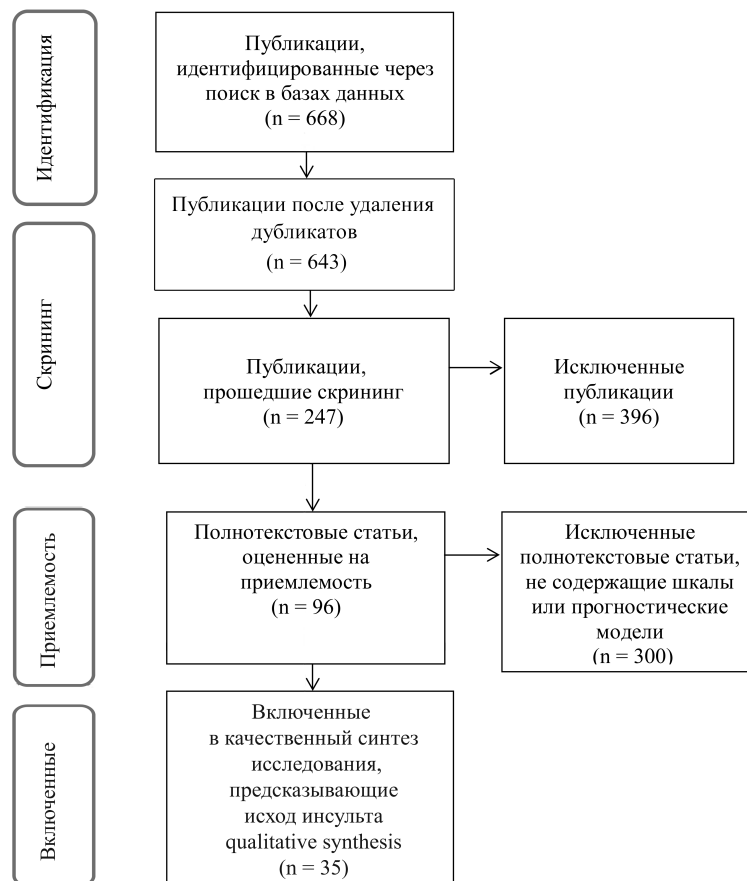 Идентификация
Публикации,
идентифицированные через
поиск в базах данных
(n = 668)
Публикации после удаления
дубликатов
(n = 643)
Скрининг
Публикации,
прошедшие скрининг
(n = 247)
Исключенные
публикации
(n = 396)
Приемлемость
Полнотекстовые статьи,
оцененные на
приемлемость
(n = 96)
Исключенные
полнотекстовые статьи,
не содержащие шкалы
или прогностические
модели
(n = 300)
Включенные
Включенные
в качественный синтез
исследования,
предсказывающие
исход инсульта
qualitative synthesis
(n = 35)